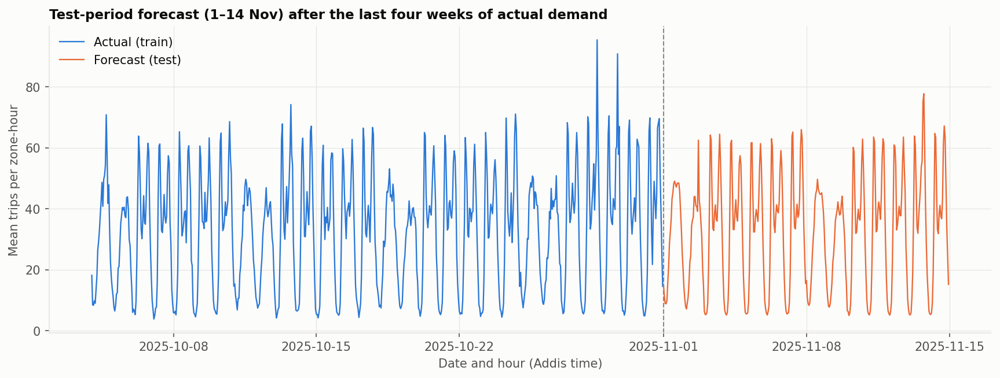 Test-period forecast (1–14 Nov) after the last four weeks of actual demand
Actual (train)
Forecast (test)
Mean trips per zone-hour
80
60
40
20
0
2025-10-08
2025-10-15
2025-10-22
2025-11-01
2025-11-08
2025-11-15
Date and hour (Addis time)